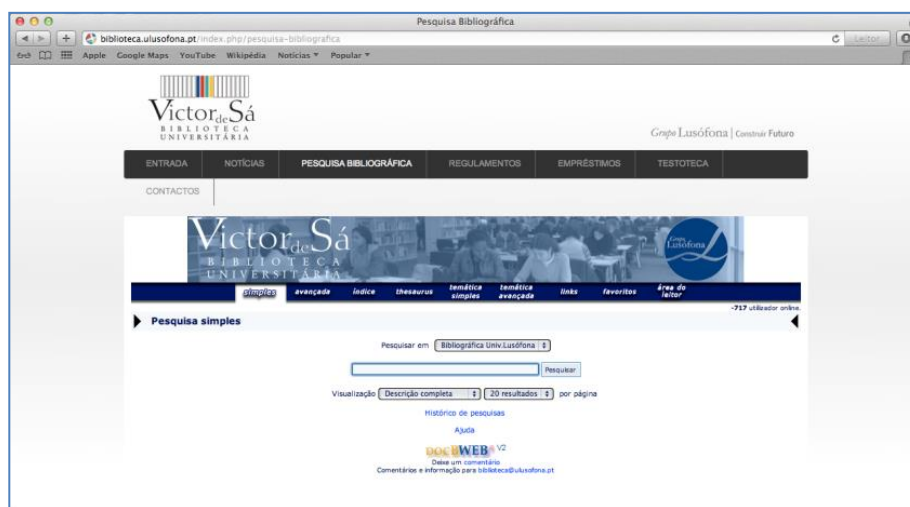 Pesquisa Bibliográfica
biblioteca.ulusofona.pt/index.php/pesquisa-bibliografica
Leitor
Apple Google Maps YouTube Wikipédia Notícias Popular
Victor de Sá
BIBLIOTECA
UNIVERSITÁRIA
Grupo Lusófona | Construir Futuro
ENTRADA NOTÍCIAS PESQUISA BIBLIOGRÁFICA REGULAMENTOS EMPRÉSTIMOS TESTOTECA
CONTACTOS
Victor de Sá
BIBLIOTECA
UNIVERSITÁRIA
Grupo
Lusófona
simples avançada índice thesaurus temática simples temática avançada links favoritos área do leitor
-717 utilizador online.
Pesquisa simples
Pesquisar em Bibliográfica Univ.Lusófona
Pesquisar
Visualização Descrição completa 20 resultados por página
Histórico de pesquisas
Ajuda
DOCBWEB V2
Deixe um comentário
Comentários e informação para biblioteca@ulusofona.pt